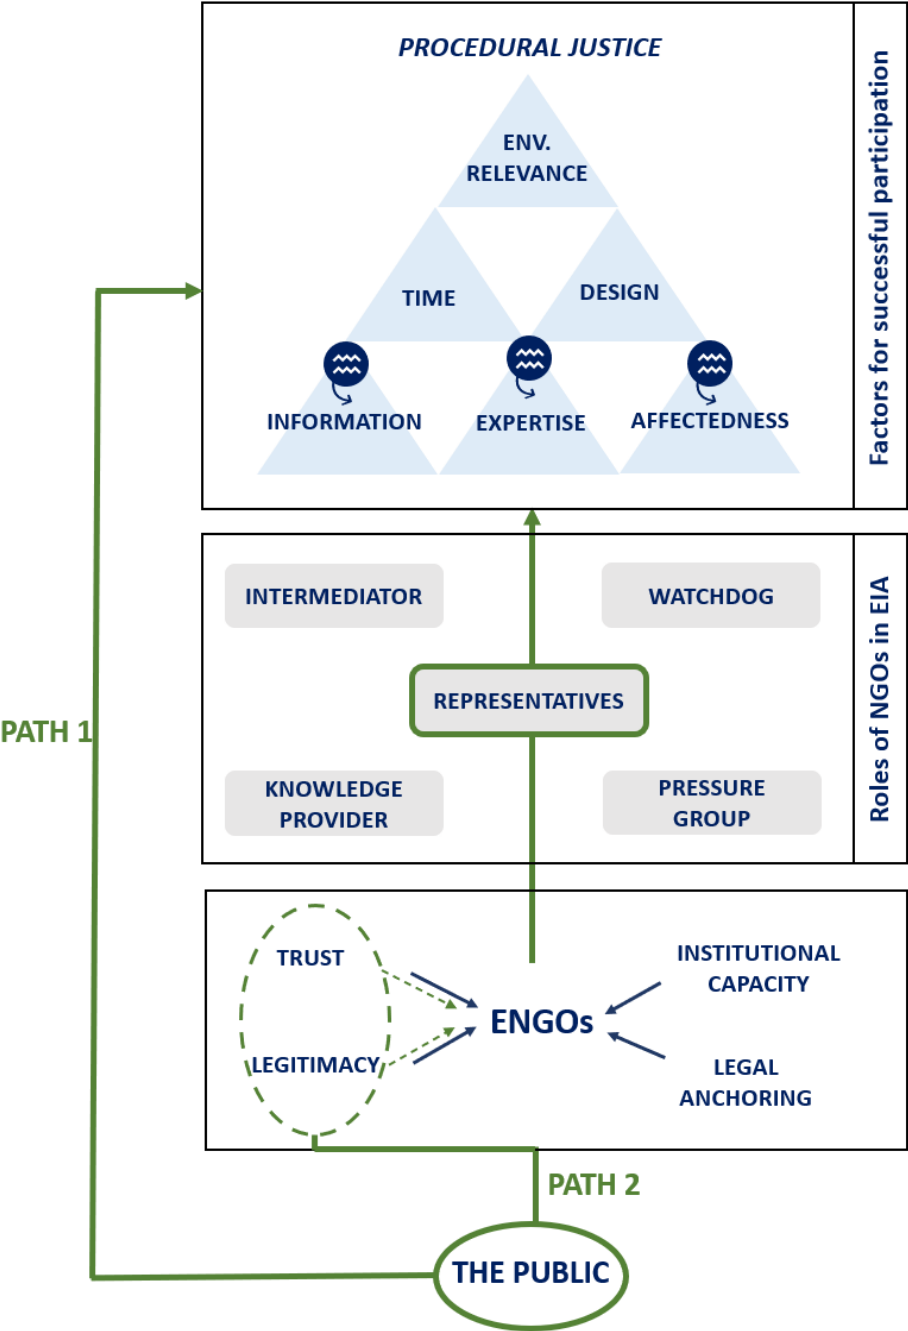 PROCEDURAL JUSTICE
ENV.
RELEVANCE
TIME
DESIGN
INFORMATION
EXPERTISE
AFFECTEDNESS
Factors for successful participation
INTERMEDIATOR
WATCHDOG
REPRESENTATIVES
KNOWLEDGE
PROVIDER
PRESSURE
GROUP
Roles of NGOs in EIA
PATH 1
TRUST
LEGITIMACY
ENGOs
INSTITUTIONAL
CAPACITY
LEGAL
ANCHORING
PATH 2
THE PUBLIC